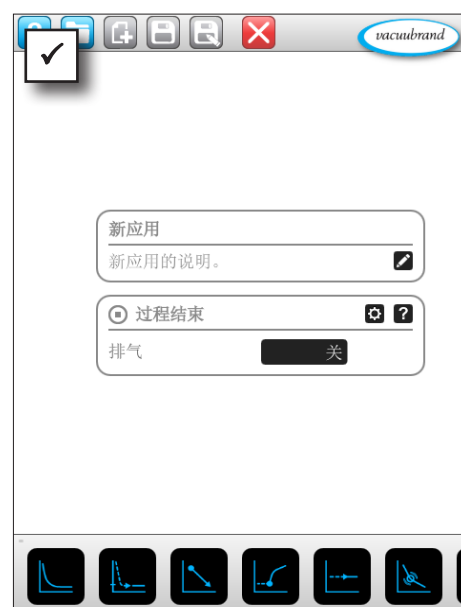 vacuubrand
新应用
新应用的说明。
过程结束
排气
关